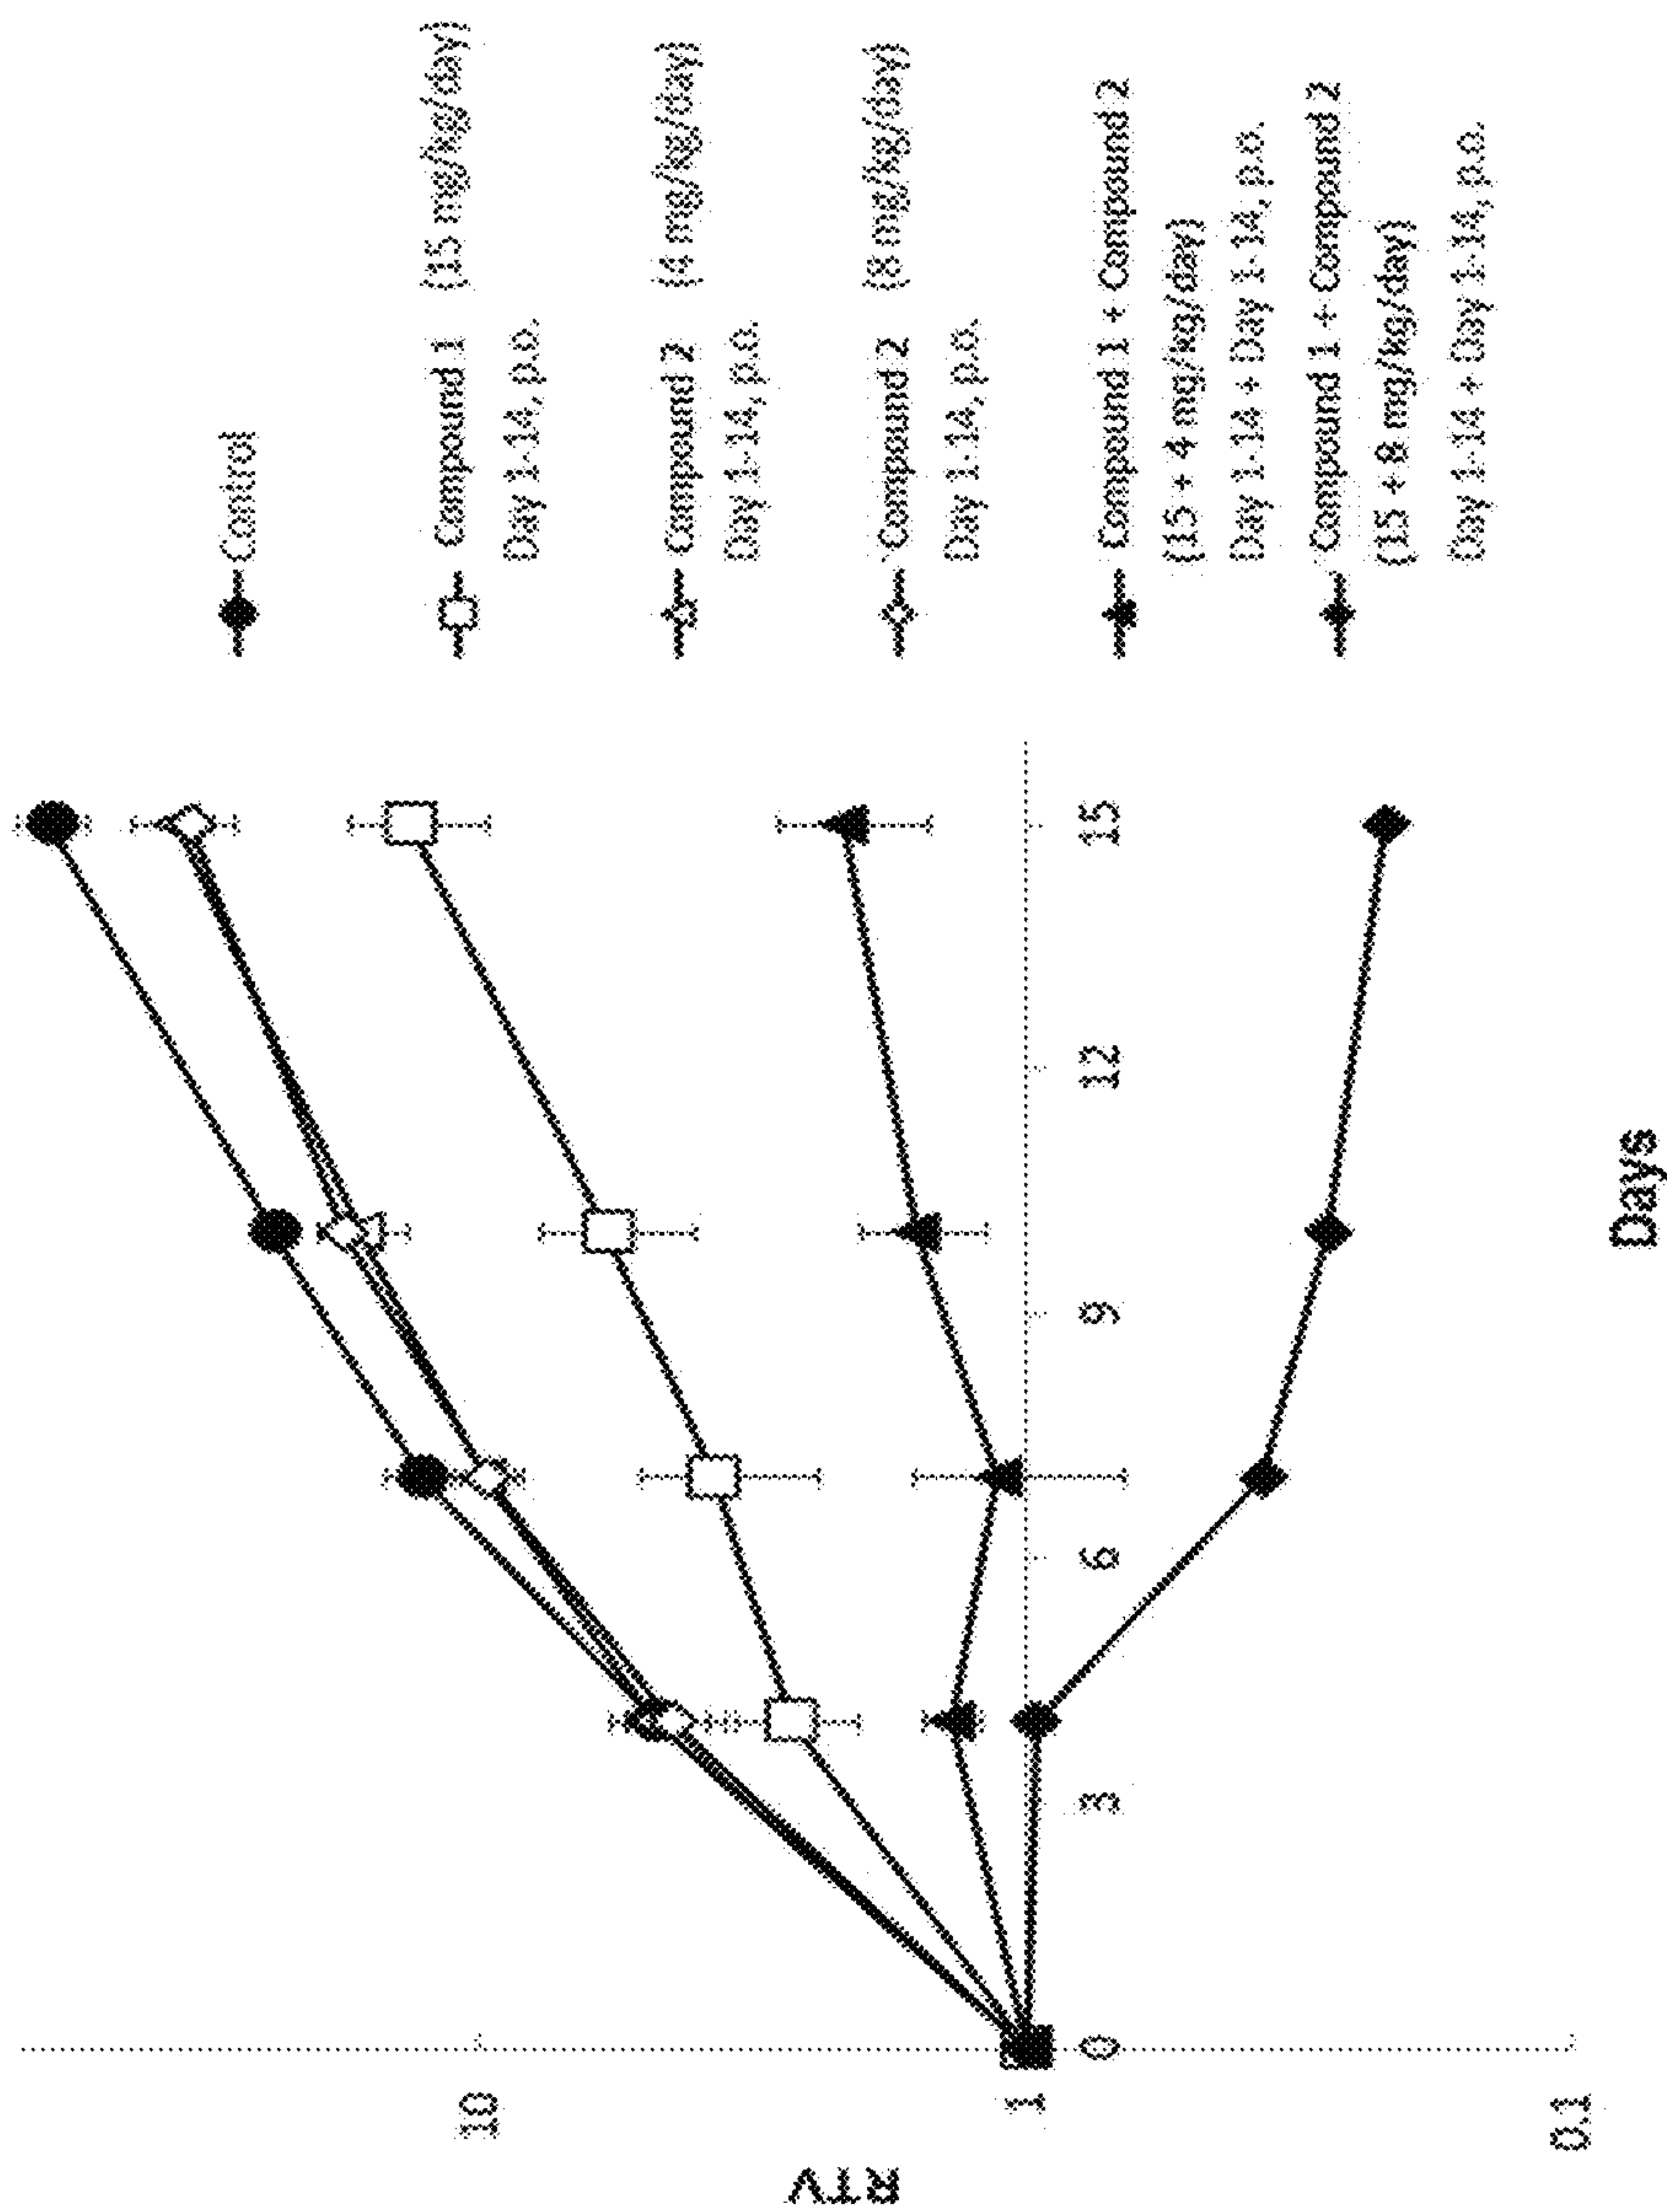 RTV
10
1
0.1
0
3
6
9
12
15
Days
Control
Compound 1 (15 mg/kg/day)
Day 1-14, p.o.
Compound 2 (4 mg/kg/day)
Day 1-14, p.o.
Compound 2 (8 mg/kg/day)
Day 1-14, p.o.
Compound 1 + Compound 2
(15 + 4 mg/kg/day)
Day 1-14 + Day 1-14, p.o.
Compound 1 + Compound 2
(15 + 8 mg/kg/day)
Day 1-14 + Day 1-14, p.o.